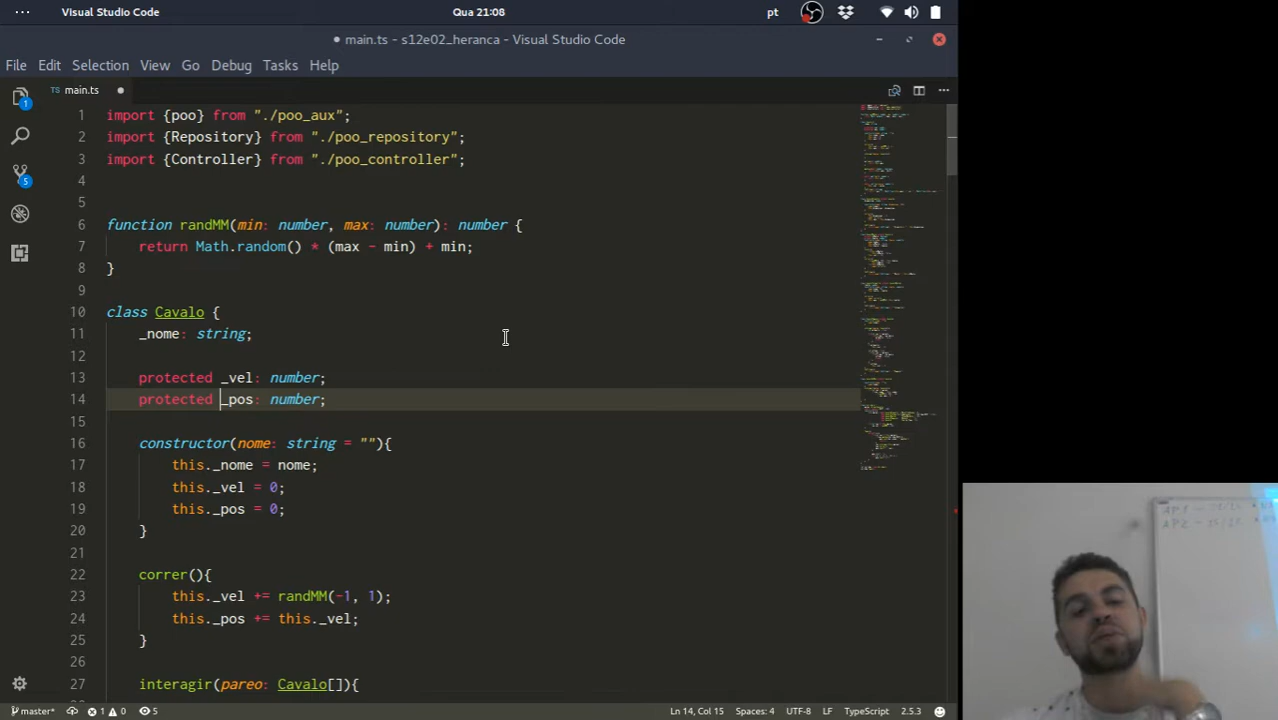 Visual Studio Code
Qua 21:08
pt
main.ts - s12e02_heranca - Visual Studio Code
File Edit Selection View Go Debug Tasks Help
TS main.ts
1 import {poo} from "./poo_aux";
2 import {Repository} from "./poo_repository";
3 import {Controller} from "./poo_controller";
4
5
6 function randMM(min: number, max: number): number {
7 return Math.random() * (max - min) + min;
8 }
9
10 class Cavalo {
11 _nome: string;
12
13 protected _vel: number;
14 protected _pos: number;
15
16 constructor(nome: string = ""){
17 this._nome = nome;
18 this._vel = 0;
19 this._pos = 0;
20 }
21
22 correr(){
23 this._vel += randMM(-1, 1);
24 this._pos += this._vel;
25 }
26
27 interagir(pareo: Cavalo[]){
1
5
master* 1 0 5 Ln 14, Col 15 Spaces: 4 UTF-8 LF TypeScript 2.5.3
AP1
AP2